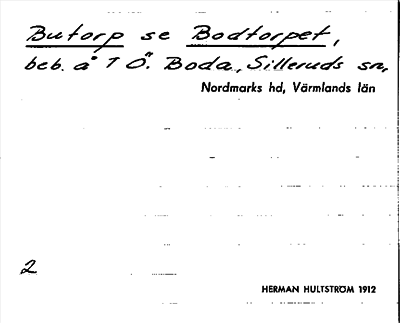 Butorp se Bodtorpet,
beb. å 1 Ö. Boda, Silleruds sn,
Nordmarks hd, Värmlands län
2
HERMAN HULTSTRÖM 1912